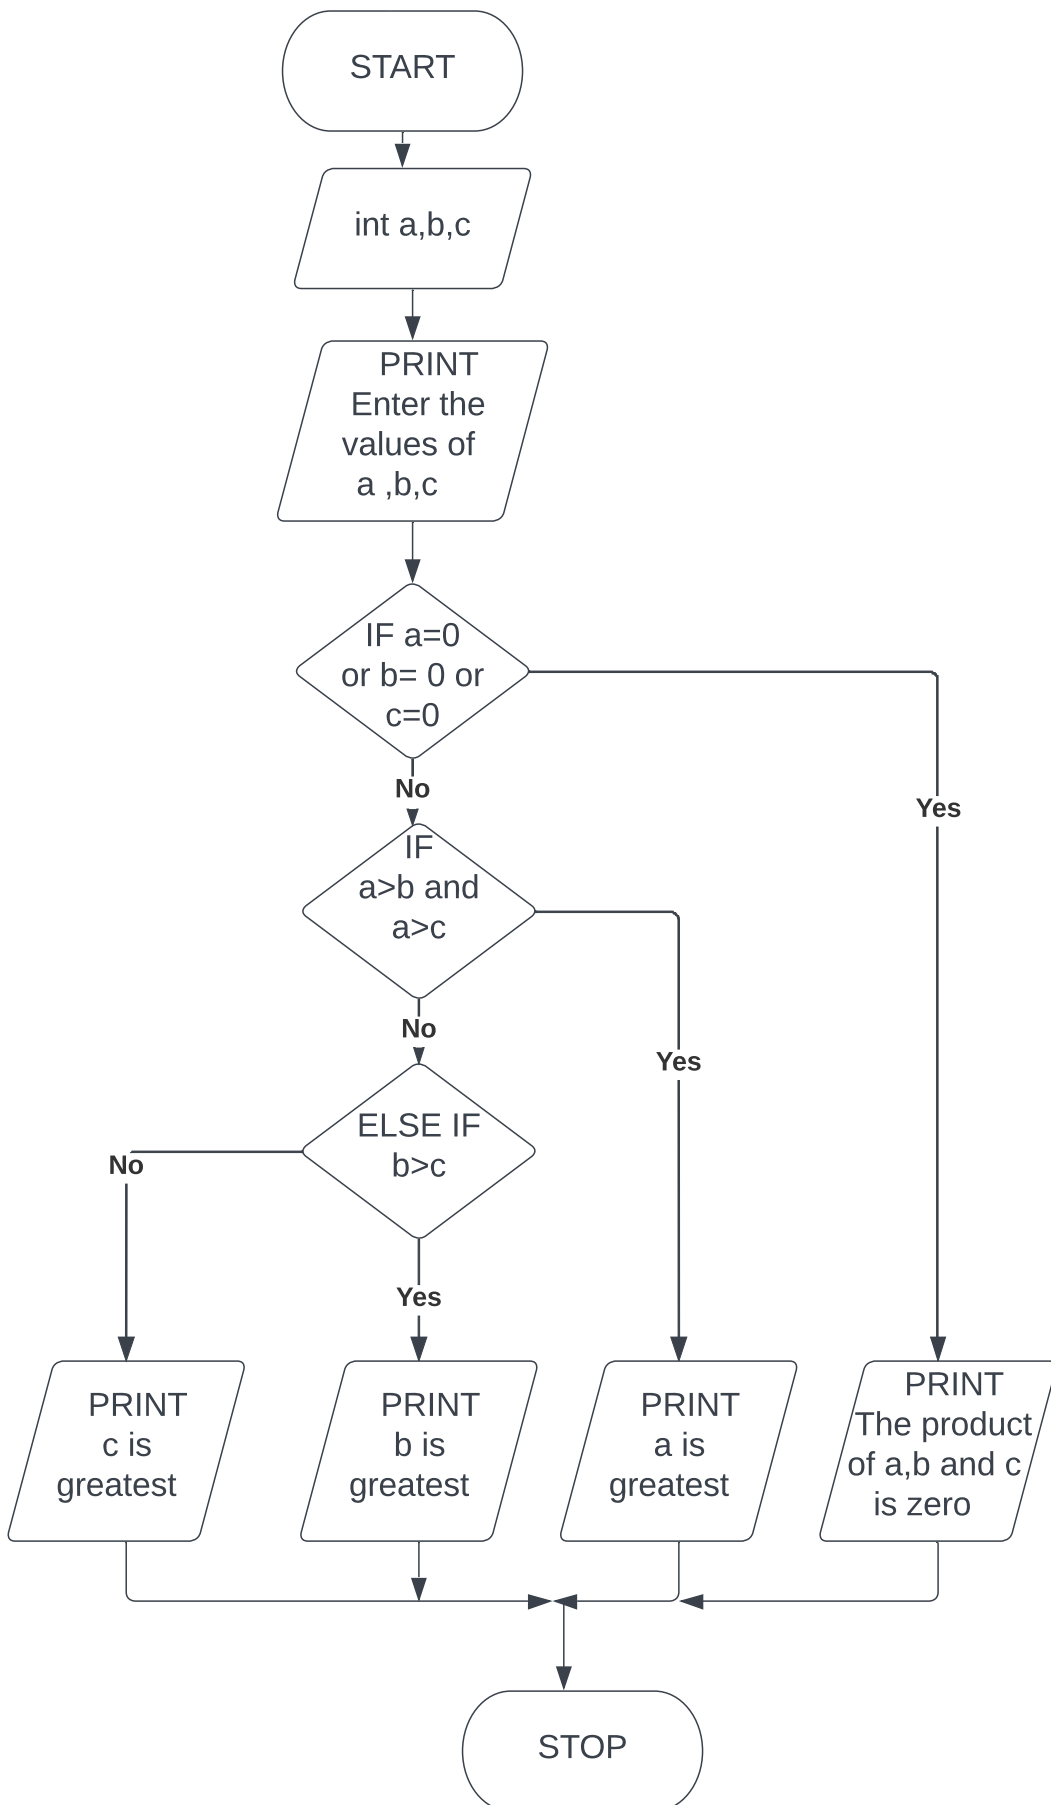 START
int a,b,c
PRINT
Enter the
values of
a ,b,c
IF a=0
or b= 0 or
c=0
No
Yes
IF
a>b and
a>c
No
Yes
ELSE IF
b>c
No
Yes
PRINT
c is
greatest
PRINT
b is
greatest
PRINT
a is
greatest
PRINT
The product
of a,b and c
is zero
STOP